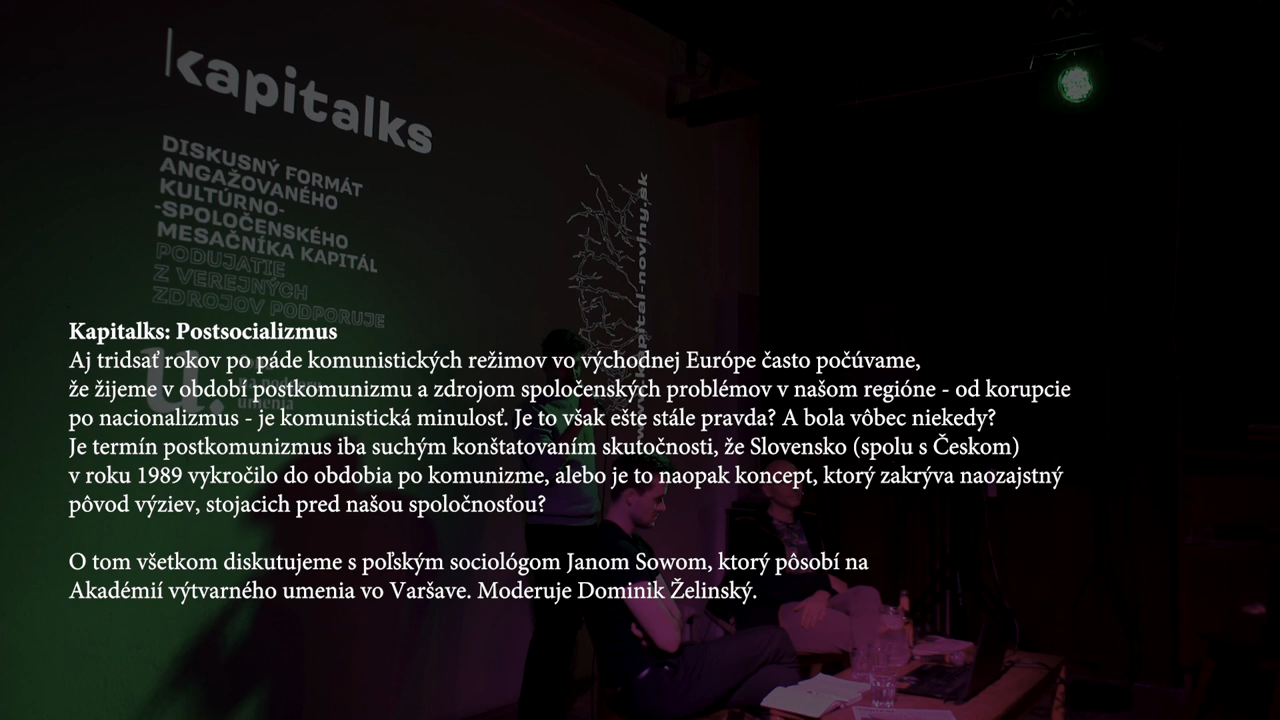 kapitalks
DISKUSNÝ FORMÁT
ANGAŽOVANÉHO
KULTÚRNO-
-SPOLOČENSKÉHO
MESAČNÍKA KAPITÁL
PODUJATIE
Z VEREJNÝCH
ZDROJOV PODPORUJE
u.
umenia
www.kapital-noviny.sk
Kapitalks: Postsocializmus
Aj tridsať rokov po páde komunistických režimov vo východnej Európe často počúvame,
že žijeme v období postkomunizmu a zdrojom spoločenských problémov v našom regióne - od korupcie
po nacionalizmus - je komunistická minulosť. Je to však ešte stále pravda? A bola vôbec niekedy?
Je termín postkomunizmus iba suchým konštatovaním skutočnosti, že Slovensko (spolu s Českom)
v roku 1989 vykročilo do obdobia po komunizme, alebo je to naopak koncept, ktorý zakrýva naozajstný
pôvod výziev, stojacich pred našou spoločnosťou?
O tom všetkom diskutujeme s poľským sociológom Janom Sowom, ktorý pôsobí na
Akadémií výtvarného umenia vo Varšave. Moderuje Dominik Želinský.